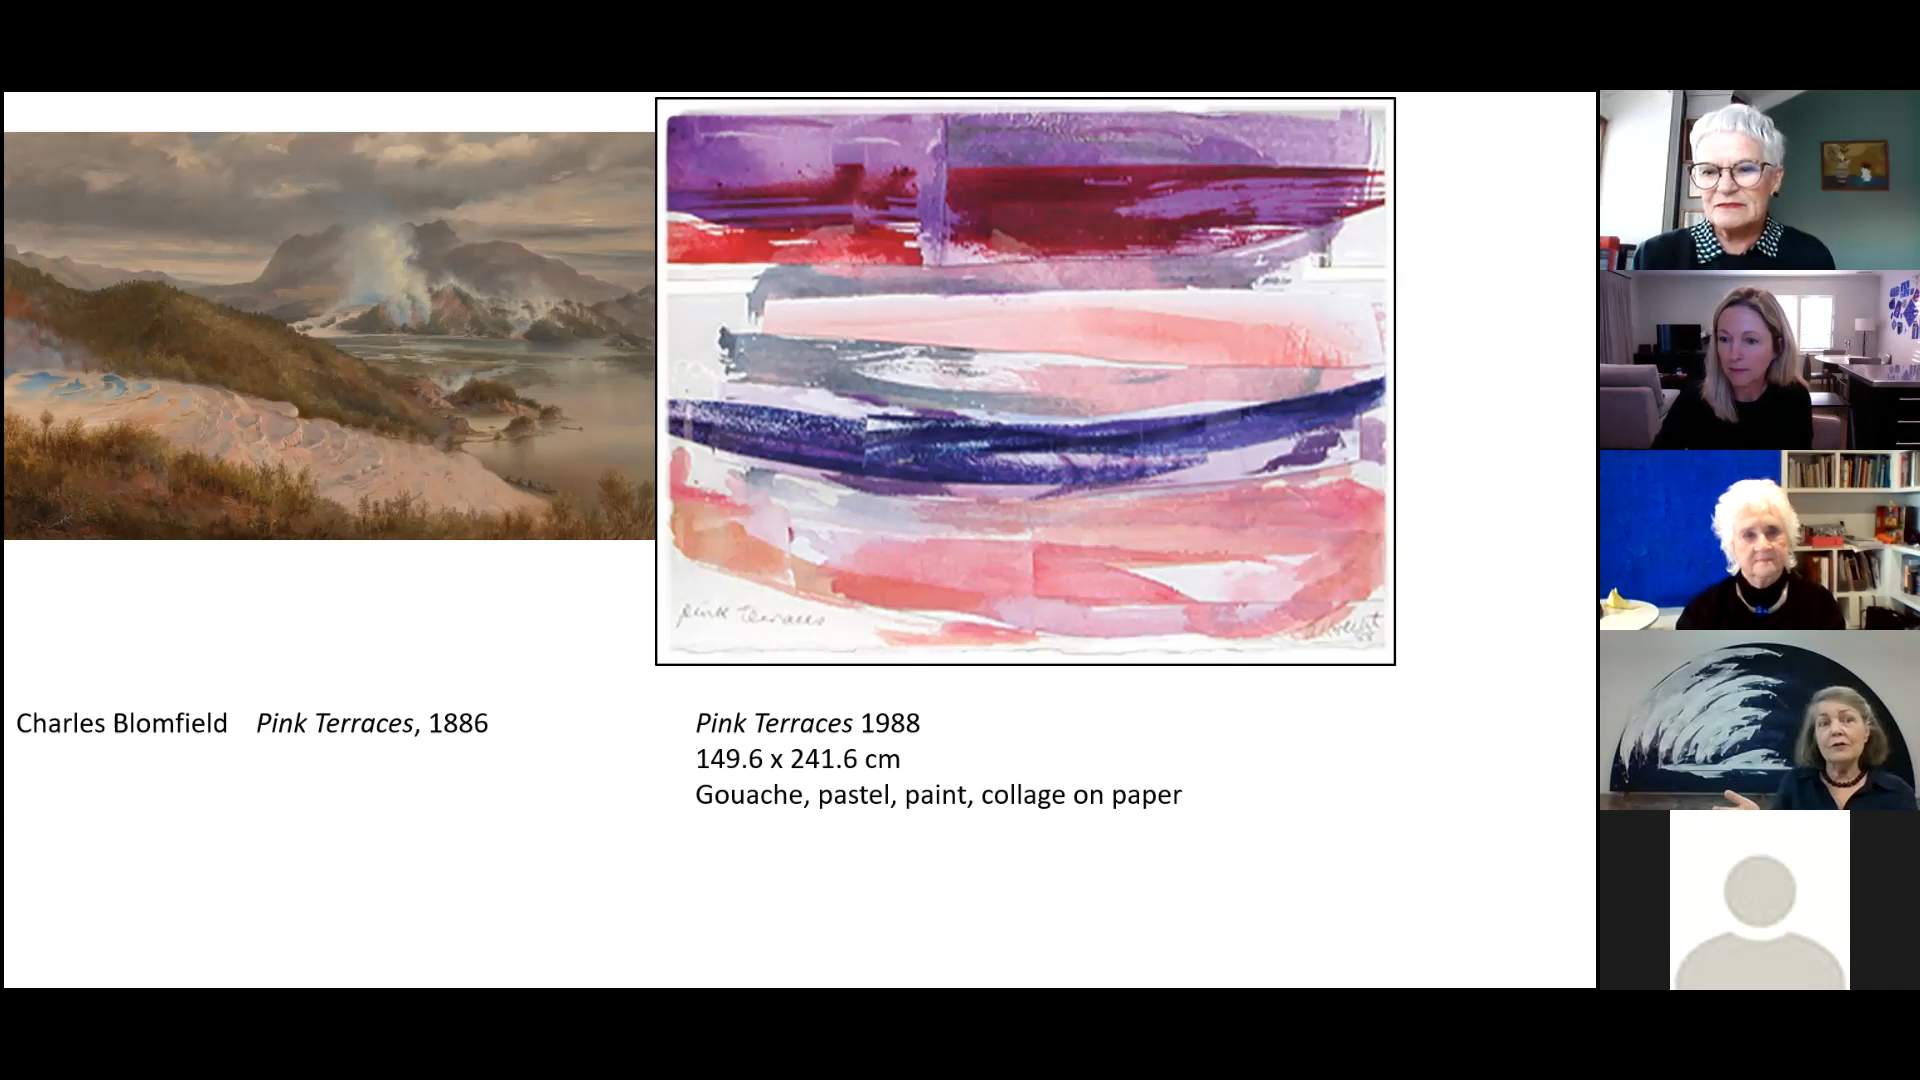 pink Terraces
Charles Blomfield Pink Terraces, 1886
Pink Terraces 1988
149.6 x 241.6 cm
Gouache, pastel, paint, collage on paper